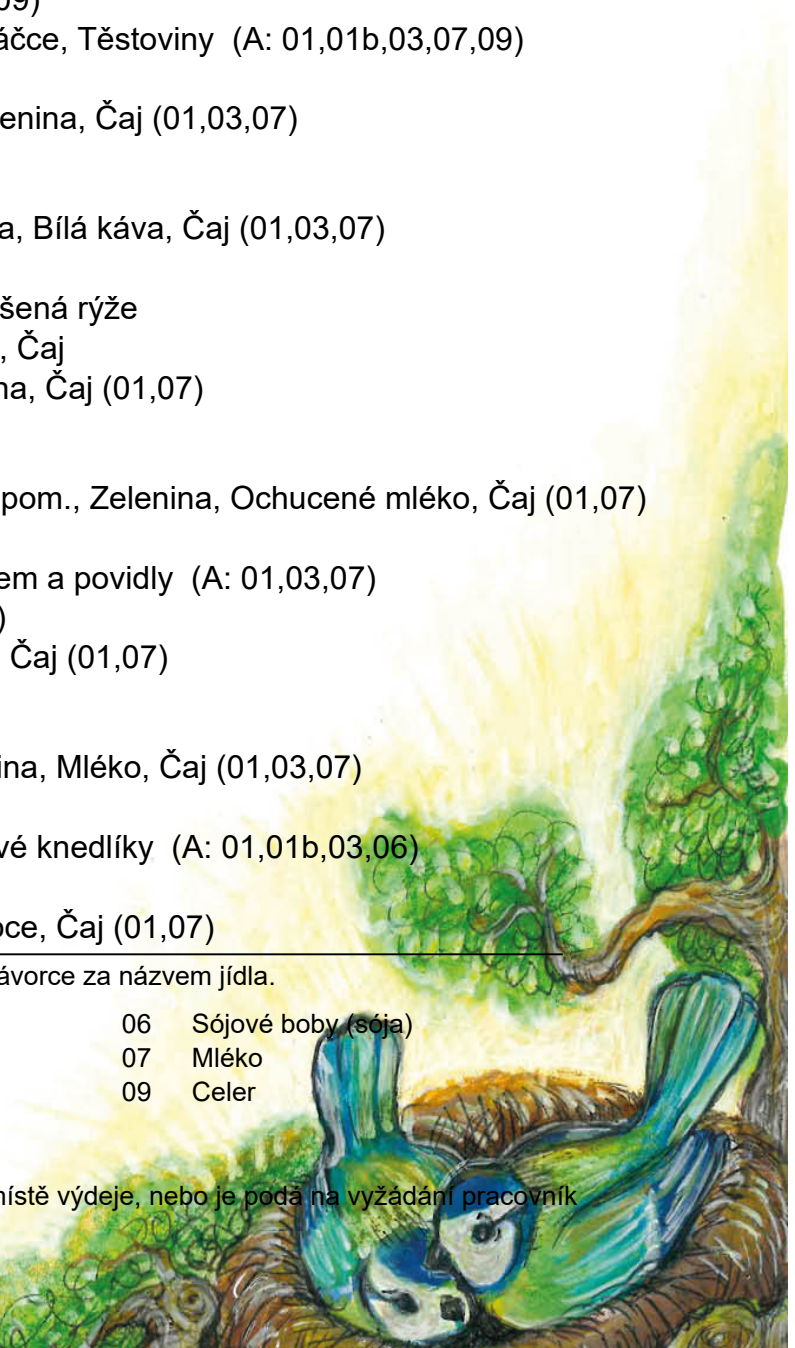 09)
áčce, Těstoviny (A: 01,01b,03,07,09)
enina, Čaj (01,03,07)
a, Bílá káva, Čaj (01,03,07)
šená rýže
, Čaj
na, Čaj (01,07)
pom., Zelenina, Ochucené mléko, Čaj (01,07)
em a povidly (A: 01,03,07)
)
Čaj (01,07)
ina, Mléko, Čaj (01,03,07)
vé knedlíky (A: 01,01b,03,06)
oce, Čaj (01,07)
ávorce za názvem jídla.
06 Sójové boby (sója)
07 Mléko
09 Celer
místě výdeje, nebo je podá na vyžádání pracovník